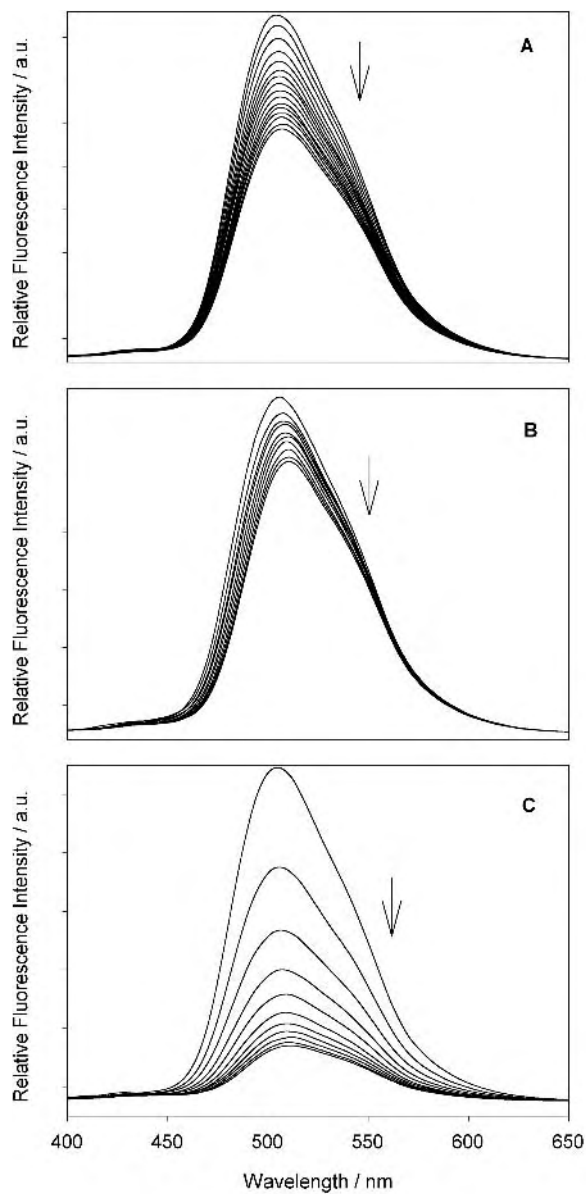 A
Relative Fluorescence Intensity / a.u.
B
Relative Fluorescence Intensity / a.u.
C
Relative Fluorescence Intensity / a.u.
400 450 500 550 600 650
Wavelength / nm